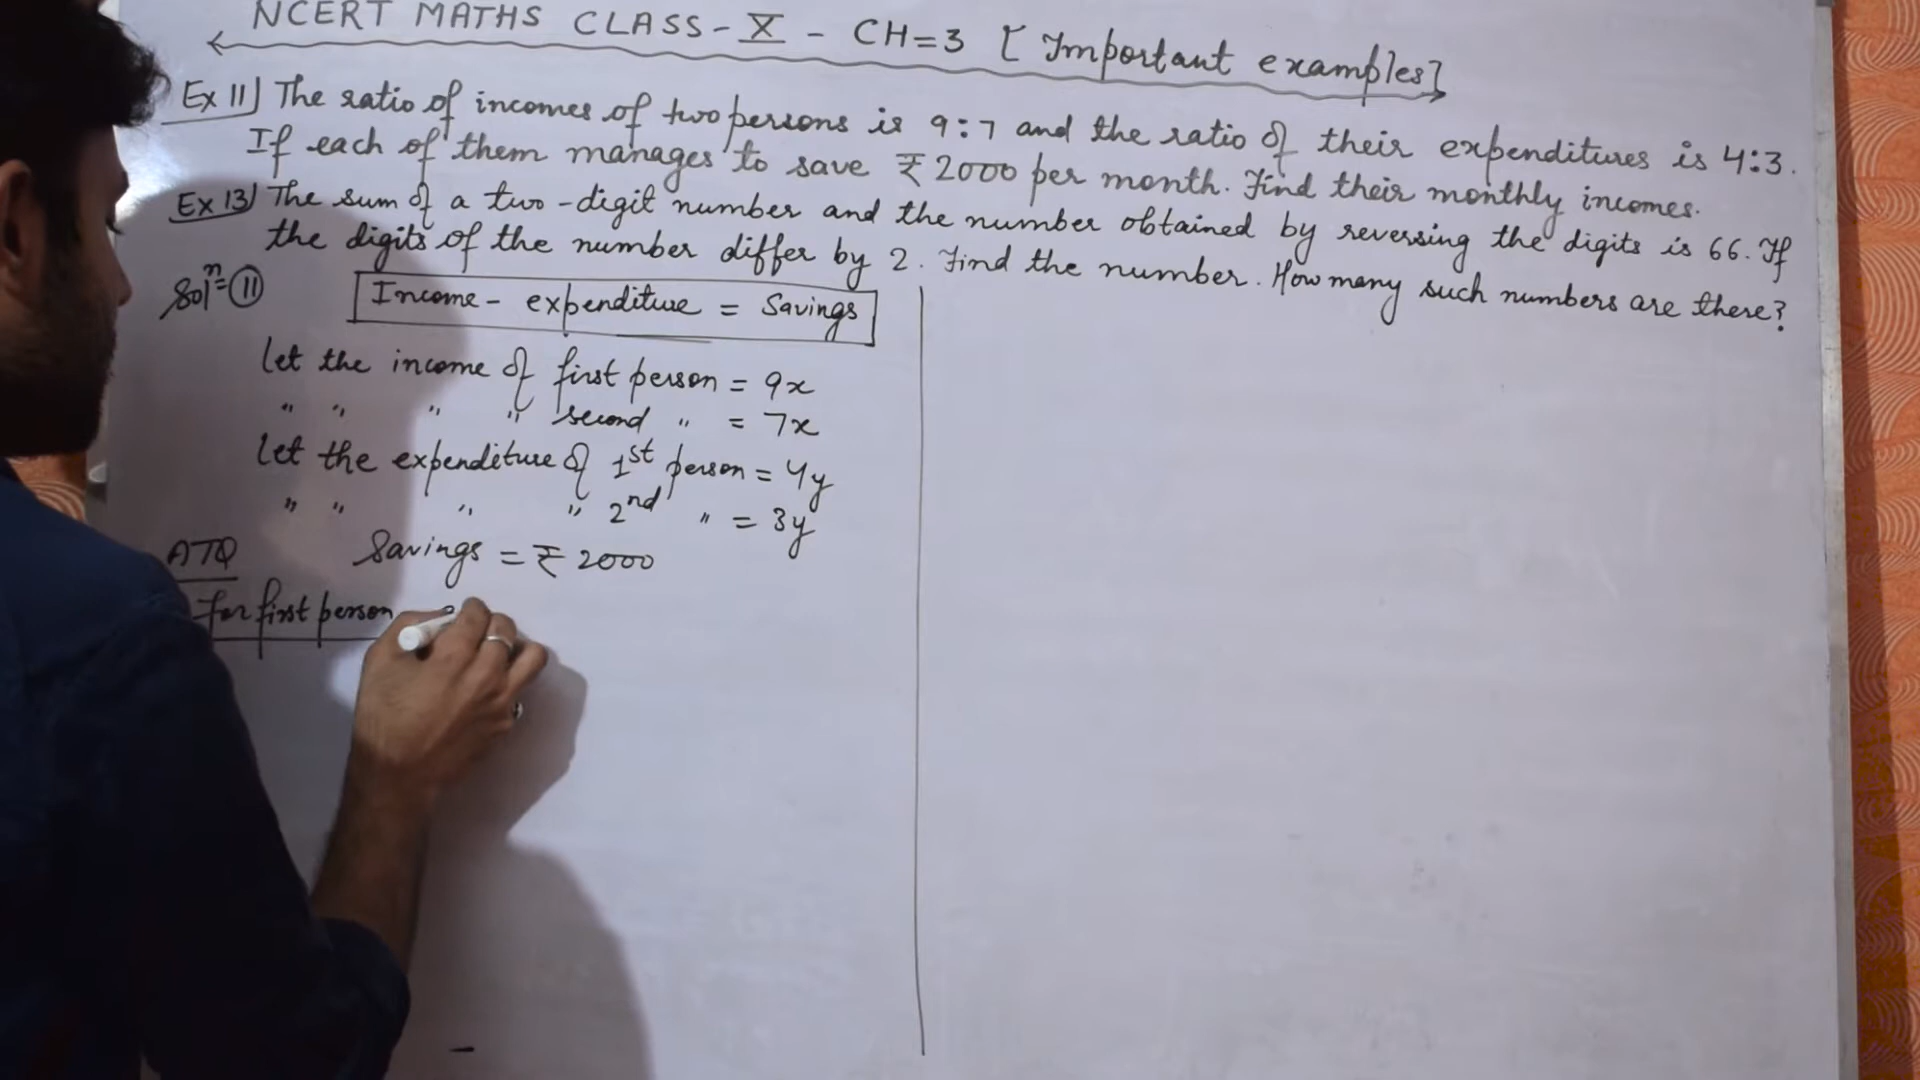 NCERT MATHS CLASS-X - CH=3 [Important examples]
Ex 11) The ratio of incomes of two persons is 9:7 and the ratio of their expenditures is 4:3.
If each of them manages to save ₹2000 per month. Find their monthly incomes.
Ex 13) The sum of a two-digit number and the number obtained by reversing the digits is 66. If
the digits of the number differ by 2. Find the number. How many such numbers are there?
Solⁿ= 11
Income - expenditure = Savings
Let the income of first person = 9x
" " " " second " = 7x
Let the expenditure of 1st person = 4y
" " " " 2nd " = 3y
ATQ Savings = ₹ 2000
for first person